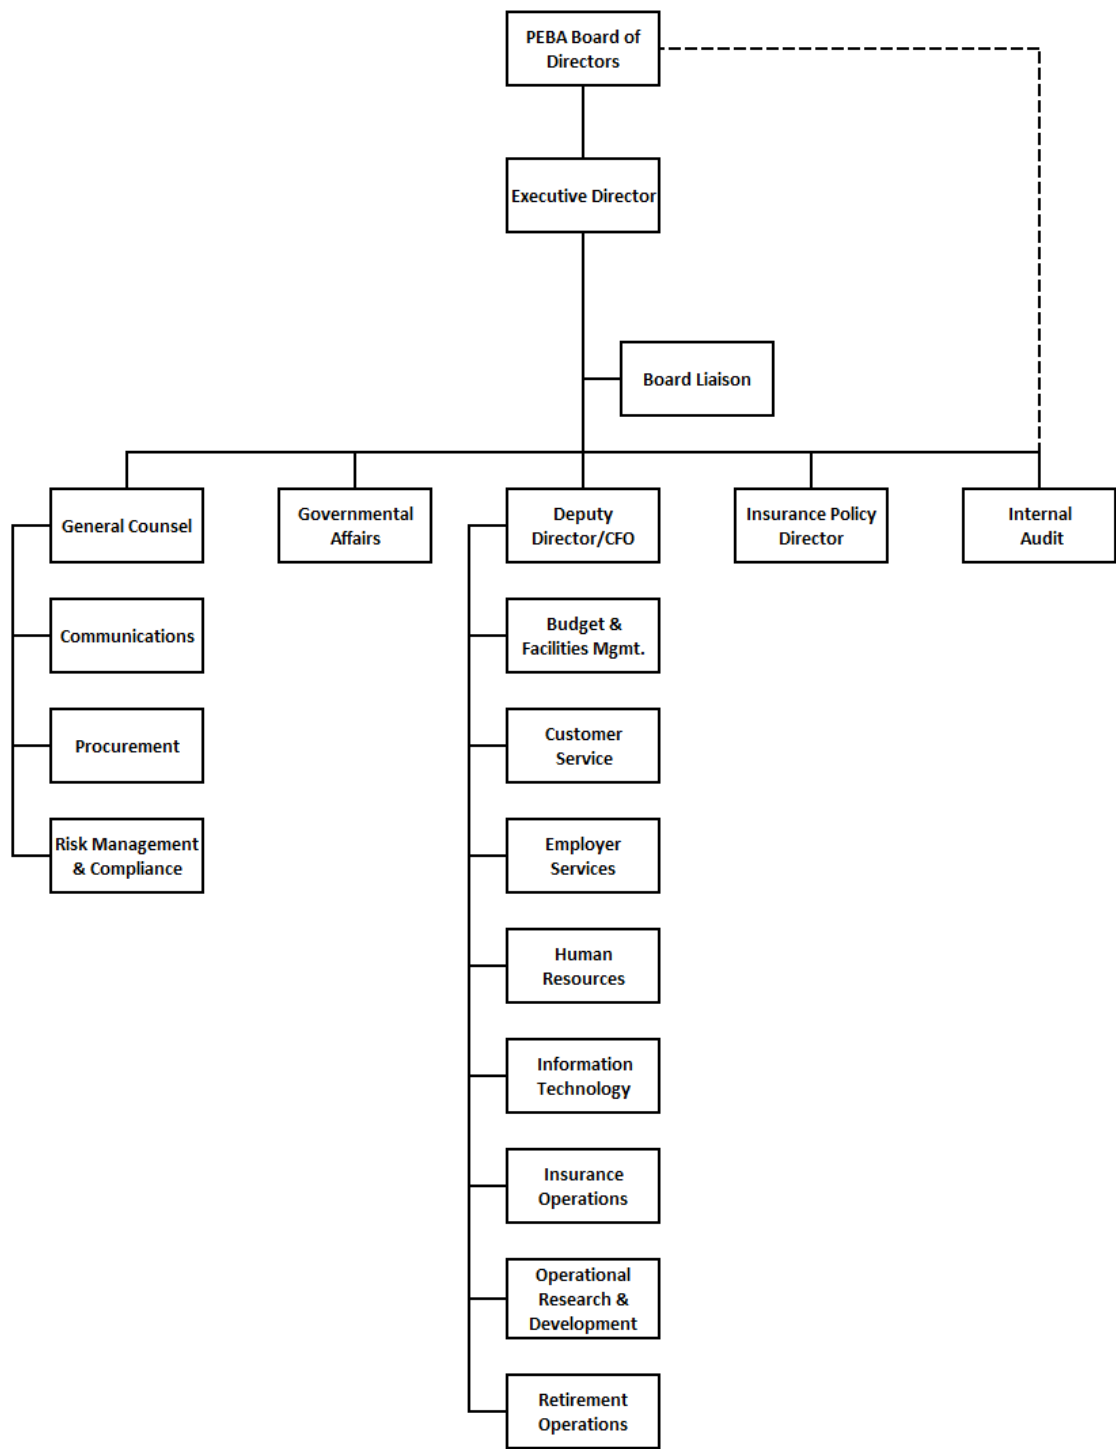 PEBA Board of
Directors
Executive Director
Board Liaison
General Counsel
Governmental
Affairs
Deputy
Director/CFO
Insurance Policy
Director
Internal
Audit
Communications
Procurement
Risk Management
& Compliance
Budget &
Facilities Mgmt.
Customer
Service
Employer
Services
Human
Resources
Information
Technology
Insurance
Operations
Operational
Research &
Development
Retirement
Operations